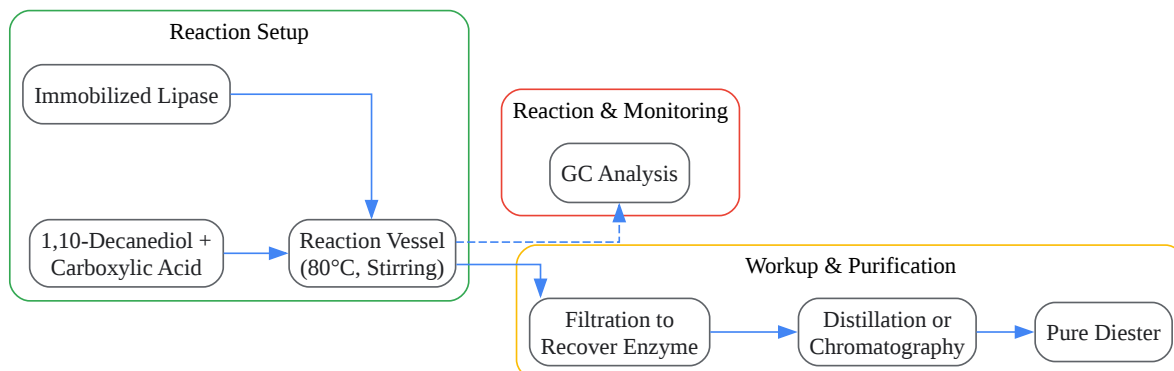 Reaction Setup
Immobilized Lipase
1,10-Decanediol +
Carboxylic Acid
Reaction Vessel
(80°C, Stirring)
Reaction & Monitoring
GC Analysis
Workup & Purification
Filtration to
Recover Enzyme
Distillation or
Chromatography
Pure Diester